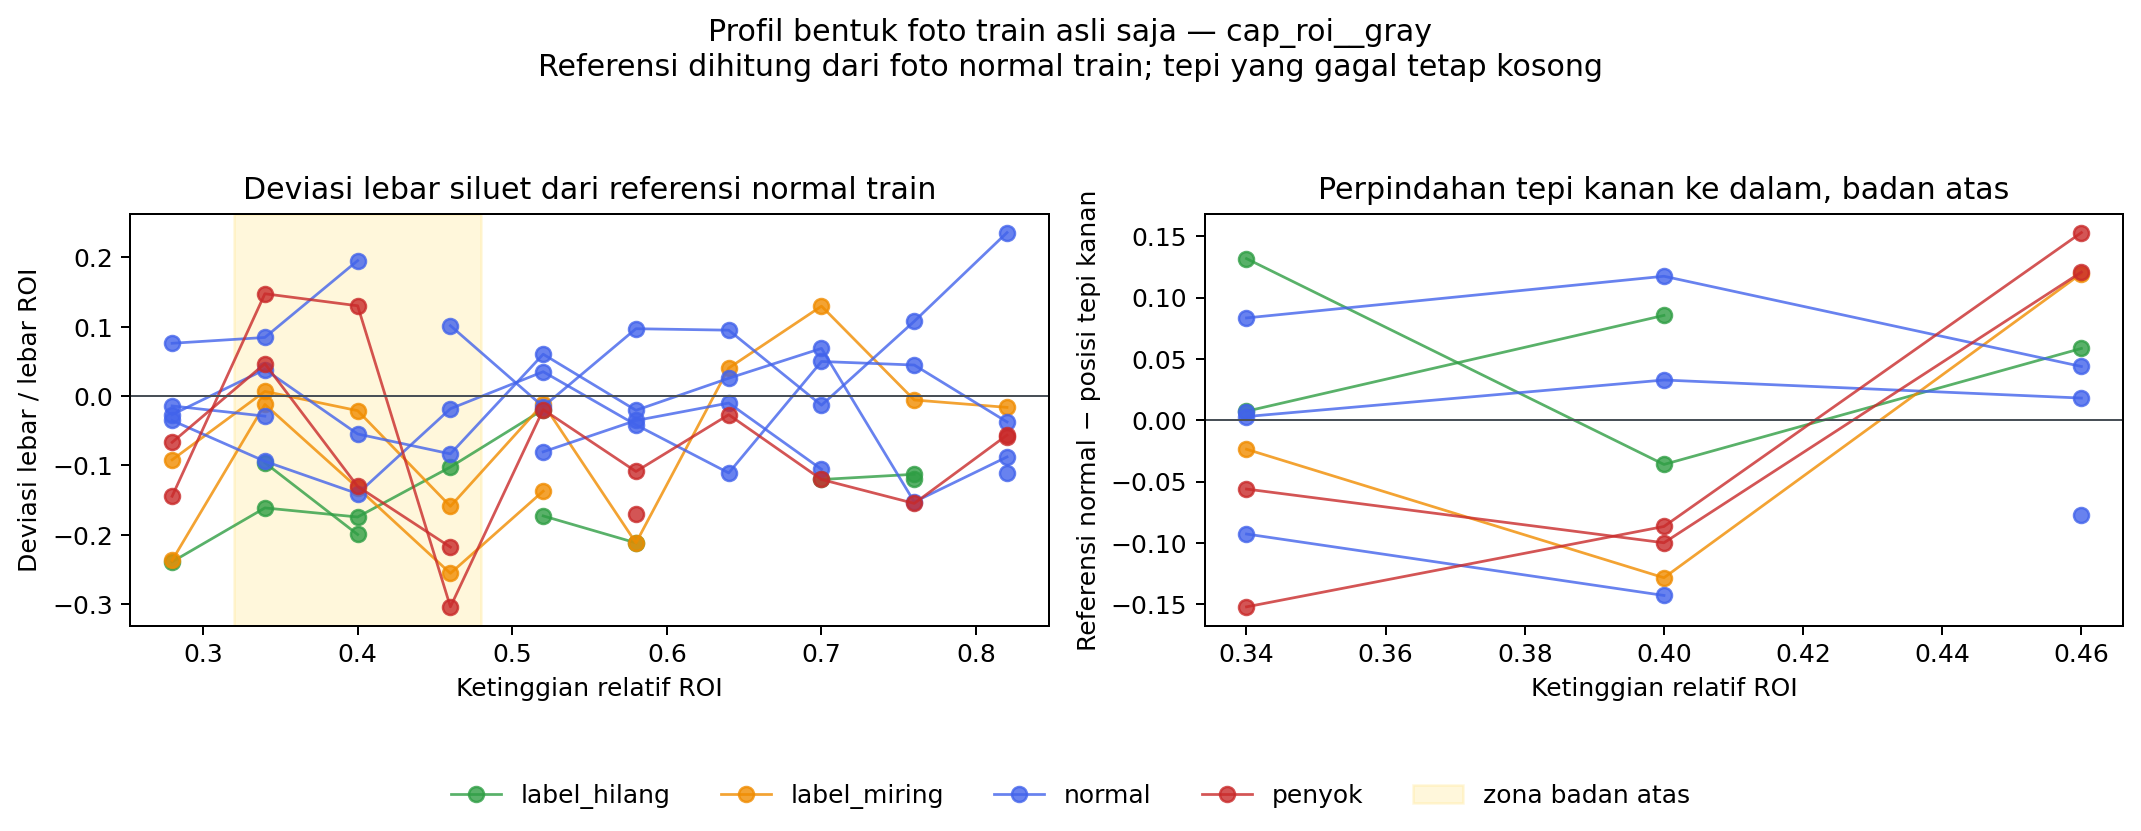 Profil bentuk foto train asli saja — cap_roi__gray
Referensi dihitung dari foto normal train; tepi yang gagal tetap kosong
Deviasi lebar siluet dari referensi normal train
Deviasi lebar / lebar ROI
0.2
0.1
0.0
−0.1
−0.2
−0.3
0.3
0.4
0.5
0.6
0.7
0.8
Ketinggian relatif ROI
Perpindahan tepi kanan ke dalam, badan atas
Referensi normal − posisi tepi kanan
0.15
0.10
0.05
0.00
−0.05
−0.10
−0.15
0.34
0.36
0.38
0.40
0.42
0.44
0.46
Ketinggian relatif ROI
label_hilang
label_miring
normal
penyok
zona badan atas